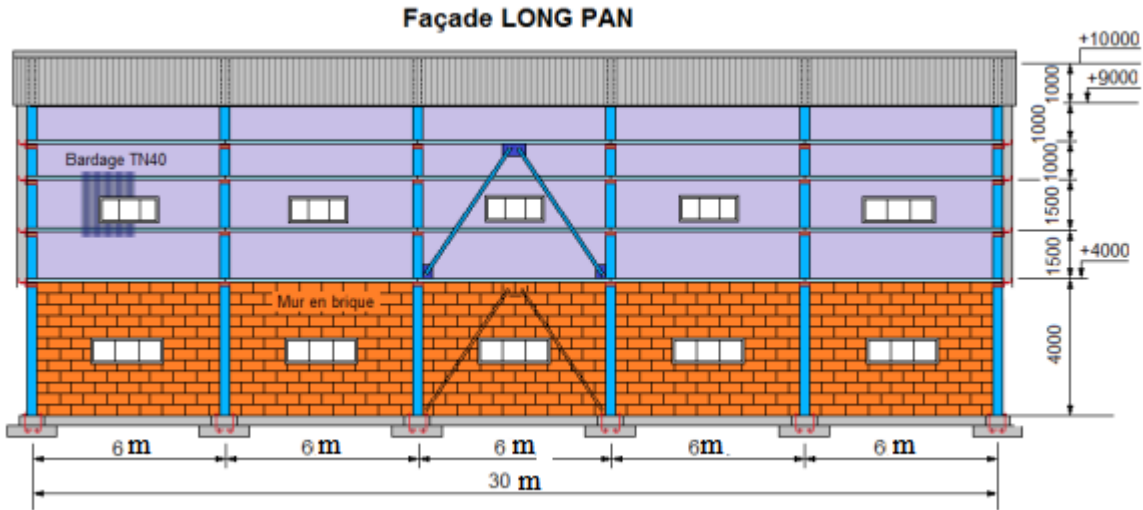 Façade LONG PAN
+10000
1000
+9000
1000
Bardage TN40
1000
1500
1500
+4000
Mur en brique
4000
6 m
6 m
6 m
6m.
6 m
30 m